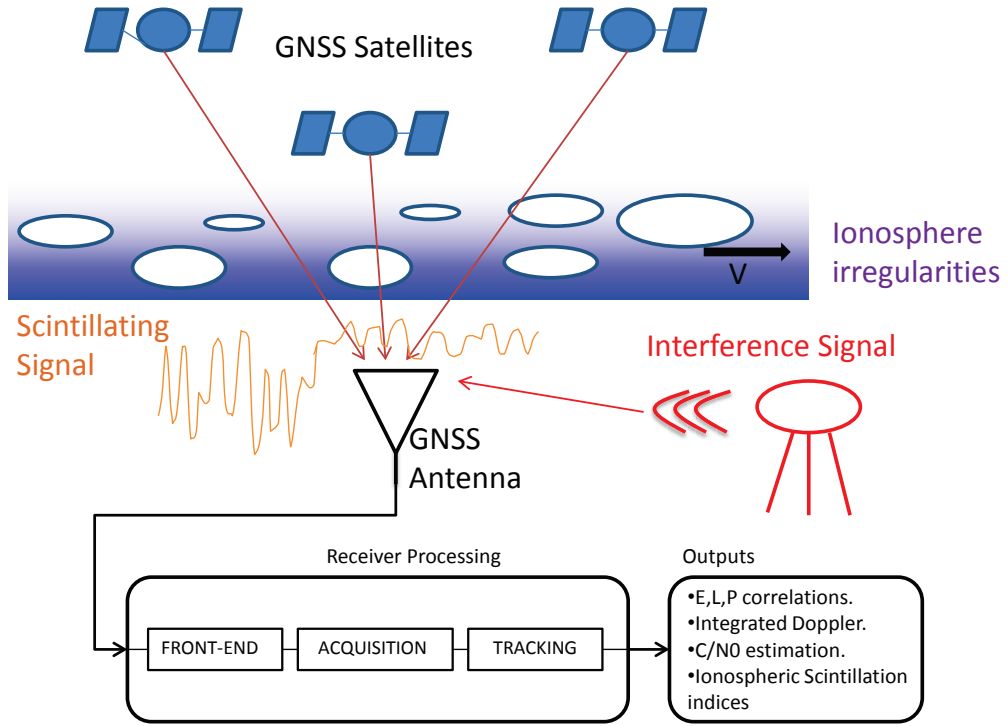 GNSS Satellites
Ionosphere
irregularities
V
Scintillating
Signal
Interference Signal
GNSS
Antenna
Receiver Processing
Outputs
FRONT-END
ACQUISITION
TRACKING
•E,L,P correlations.
•Integrated Doppler.
•C/N0 estimation.
•Ionospheric Scintillation
indices